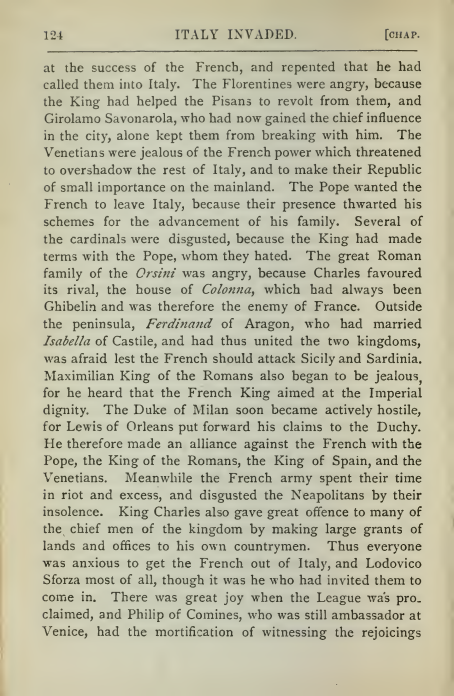 124 ITALY INVADED. [CHAP.
at the success of the French, and repented that he had
called them into Italy. The Florentines were angry, because
the King had helped the Pisans to revolt from them, and
Girolamo Savonarola, who had now gained the chief influence
in the city, alone kept them from breaking with him. The
Venetians were jealous of the French power which threatened
to overshadow the rest of Italy, and to make their Republic
of small importance on the mainland. The Pope wanted the
French to leave Italy, because their presence thwarted his
schemes for the advancement of his family. Several of
the cardinals were disgusted, because the King had made
terms with the Pope, whom they hated. The great Roman
family of the Orsini was angry, because Charles favoured
its rival, the house of Colonna, which had always been
Ghibelin and was therefore the enemy of France. Outside
the peninsula, Ferdinand of Aragon, who had married
Isabella of Castile, and had thus united the two kingdoms,
was afraid lest the French should attack Sicily and Sardinia.
Maximilian King of the Romans also began to be jealous,
for he heard that the French King aimed at the Imperial
dignity. The Duke of Milan soon became actively hostile,
for Lewis of Orleans put forward his claims to the Duchy.
He therefore made an alliance against the French with the
Pope, the King of the Romans, the King of Spain, and the
Venetians. Meanwhile the French army spent their time
in riot and excess, and disgusted the Neapolitans by their
insolence. King Charles also gave great offence to many of
the chief men of the kingdom by making large grants of
lands and offices to his own countrymen. Thus everyone
was anxious to get the French out of Italy, and Lodovico
Sforza most of all, though it was he who had invited them to
come in. There was great joy when the League was pro-
claimed, and Philip of Comines, who was still ambassador at
Venice, had the mortification of witnessing the rejoicings